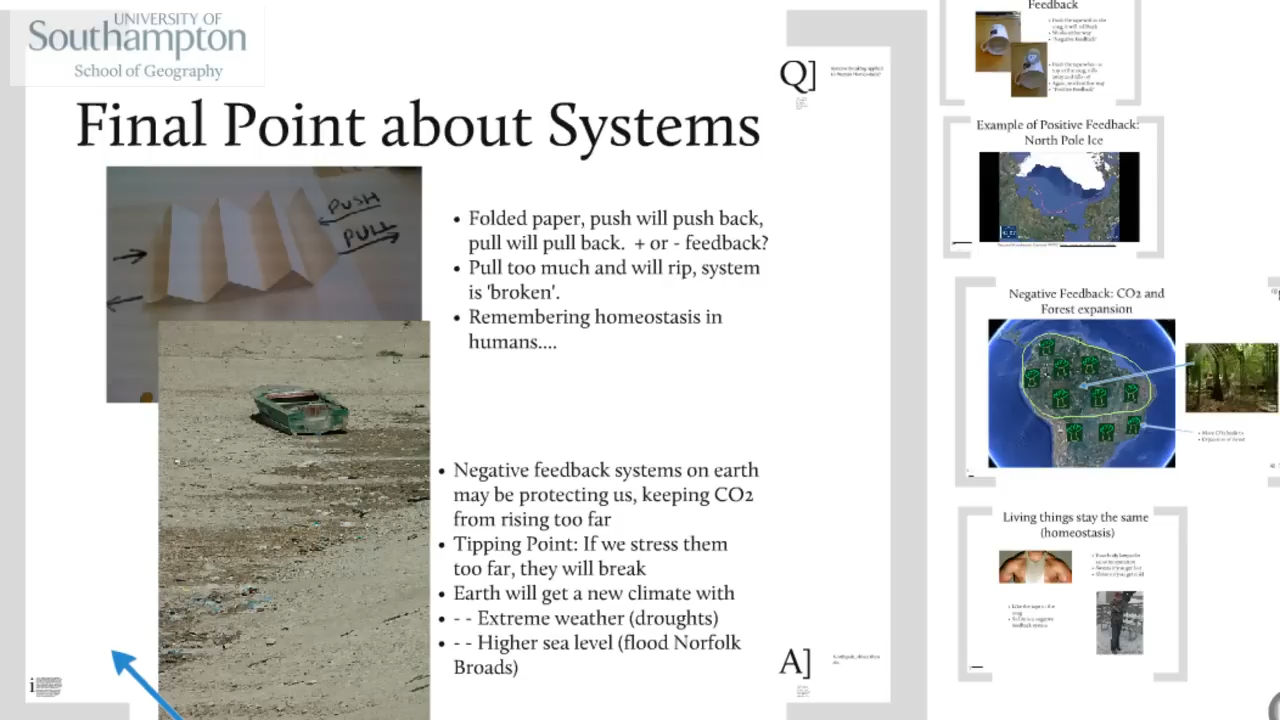 UNIVERSITY OF
Southampton
School of Geography
Final Point about Systems
PUSH
PULL
• Folded paper, push will push back,
pull will pull back. + or - feedback?
• Pull too much and will rip, system
is 'broken'.
• Remembering homeostasis in
humans....
• Negative feedback systems on earth
may be protecting us, keeping CO2
from rising too far
• Tipping Point: If we stress them
too far, they will break
• Earth will get a new climate with
• - - Extreme weather (droughts)
• - - Higher sea level (flood Norfolk
Broads)
Q]
A]
i
Feedback
Example of Positive Feedback:
North Pole Ice
Negative Feedback: CO2 and
Forest expansion
Living things stay the same
(homeostasis)